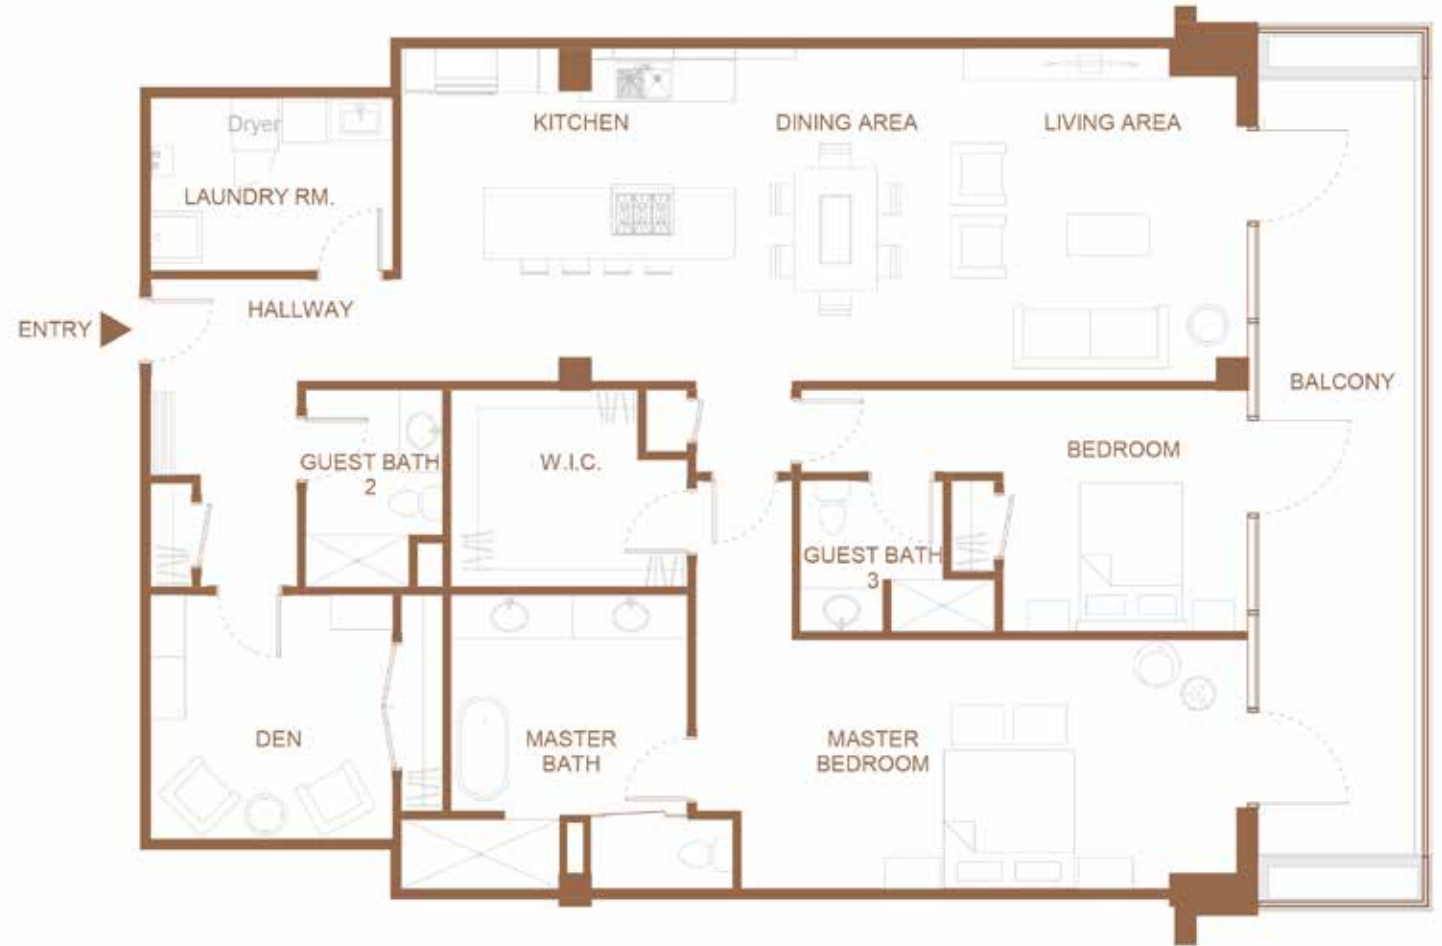 KITCHEN
DINING AREA
LIVING AREA
Dryer
LAUNDRY RM.
HALLWAY
ENTRY
BALCONY
BEDROOM
GUEST BATH
2
W.I.C.
GUEST BATH
3
DEN
MASTER
BATH
MASTER
BEDROOM